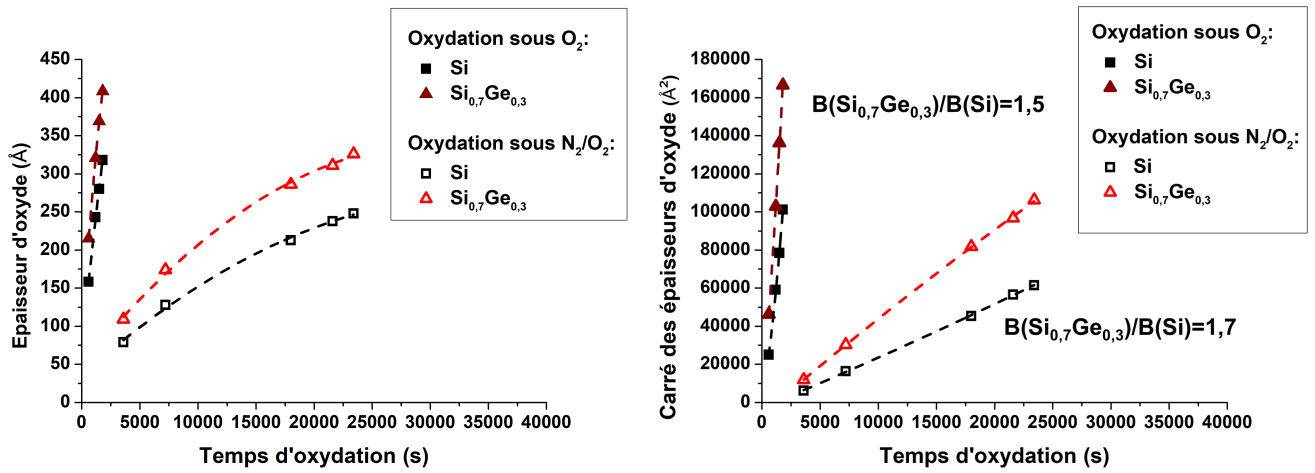 Oxydation sous O2:
Si
Si0,7Ge0,3
Oxydation sous N2/O2:
Si
Si0,7Ge0,3
450
400
350
300
250
200
150
100
50
0
Epaisseur d'oxyde (Å)
0 5000 10000 15000 20000 25000 30000 35000 40000
Temps d'oxydation (s)
Oxydation sous O2:
Si
Si0,7Ge0,3
Oxydation sous N2/O2:
Si
Si0,7Ge0,3
B(Si0,7Ge0,3)/B(Si)=1,5
B(Si0,7Ge0,3)/B(Si)=1,7
180000
160000
140000
120000
100000
80000
60000
40000
20000
0
Carré des épaisseurs d'oxyde (Å²)
0 5000 10000 15000 20000 25000 30000 35000 40000
Temps d'oxydation (s)